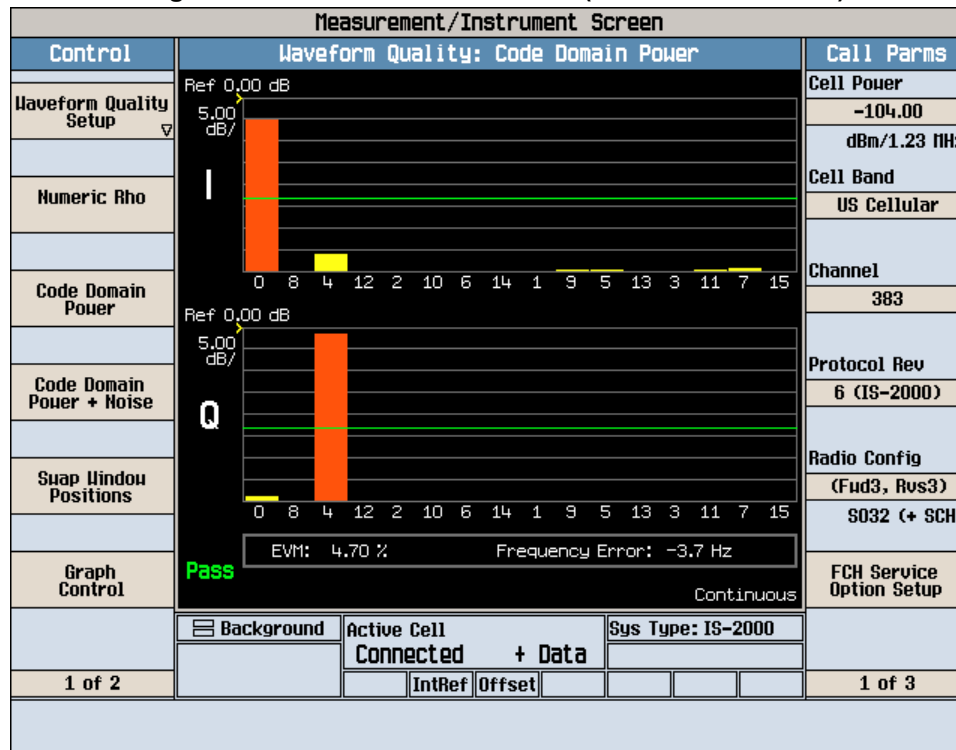 Measurement/Instrument Screen
Control
Waveform Quality: Code Domain Power
Call Parms
Waveform Quality
Setup
Numeric Rho
Code Domain
Power
Code Domain
Power + Noise
Swap Window
Positions
Graph
Control
1 of 2
Ref 0.00 dB
5.00
dB/
I
0 8 4 12 2 10 6 14 1 9 5 13 3 11 7 15
Ref 0.00 dB
5.00
dB/
Q
0 8 4 12 2 10 6 14 1 9 5 13 3 11 7 15
EVM: 4.70 % Frequency Error: -3.7 Hz
Pass
Continuous
Background
Active Cell
Connected + Data
Sys Type: IS-2000
IntRef Offset
Cell Power
-104.00
dBm/1.23 MHz
Cell Band
US Cellular
Channel
383
Protocol Rev
6 (IS-2000)
Radio Config
(Fwd3, Rvs3)
SO32 (+ SCH
FCH Service
Option Setup
1 of 3